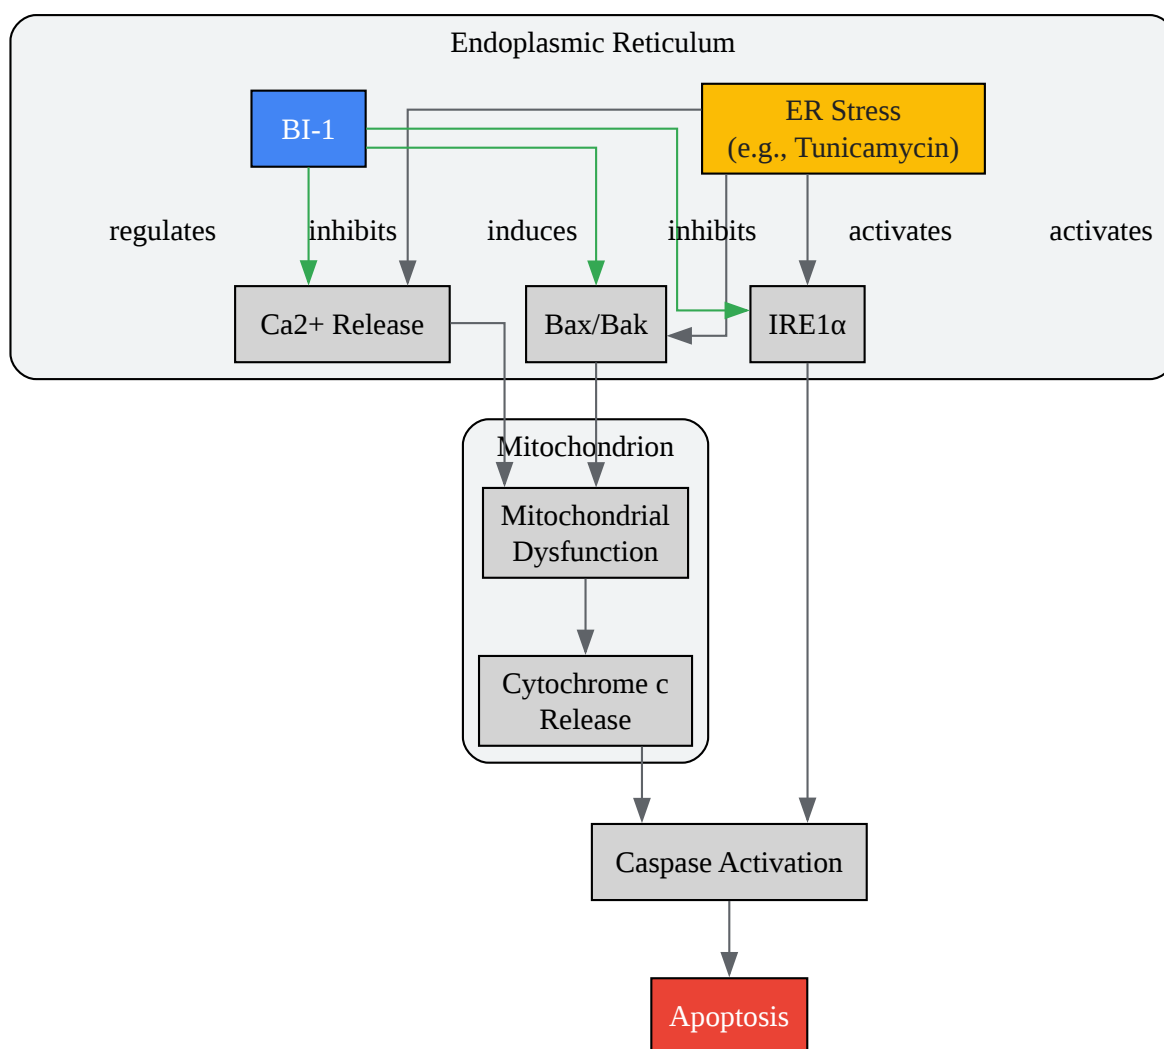 Endoplasmic Reticulum
BI-1
ER Stress
(e.g., Tunicamycin)
regulates
inhibits
induces
inhibits
activates
activates
Ca2+ Release
Bax/Bak
IRE1α
Mitochondrion
Mitochondrial
Dysfunction
Cytochrome c
Release
Caspase Activation
Apoptosis